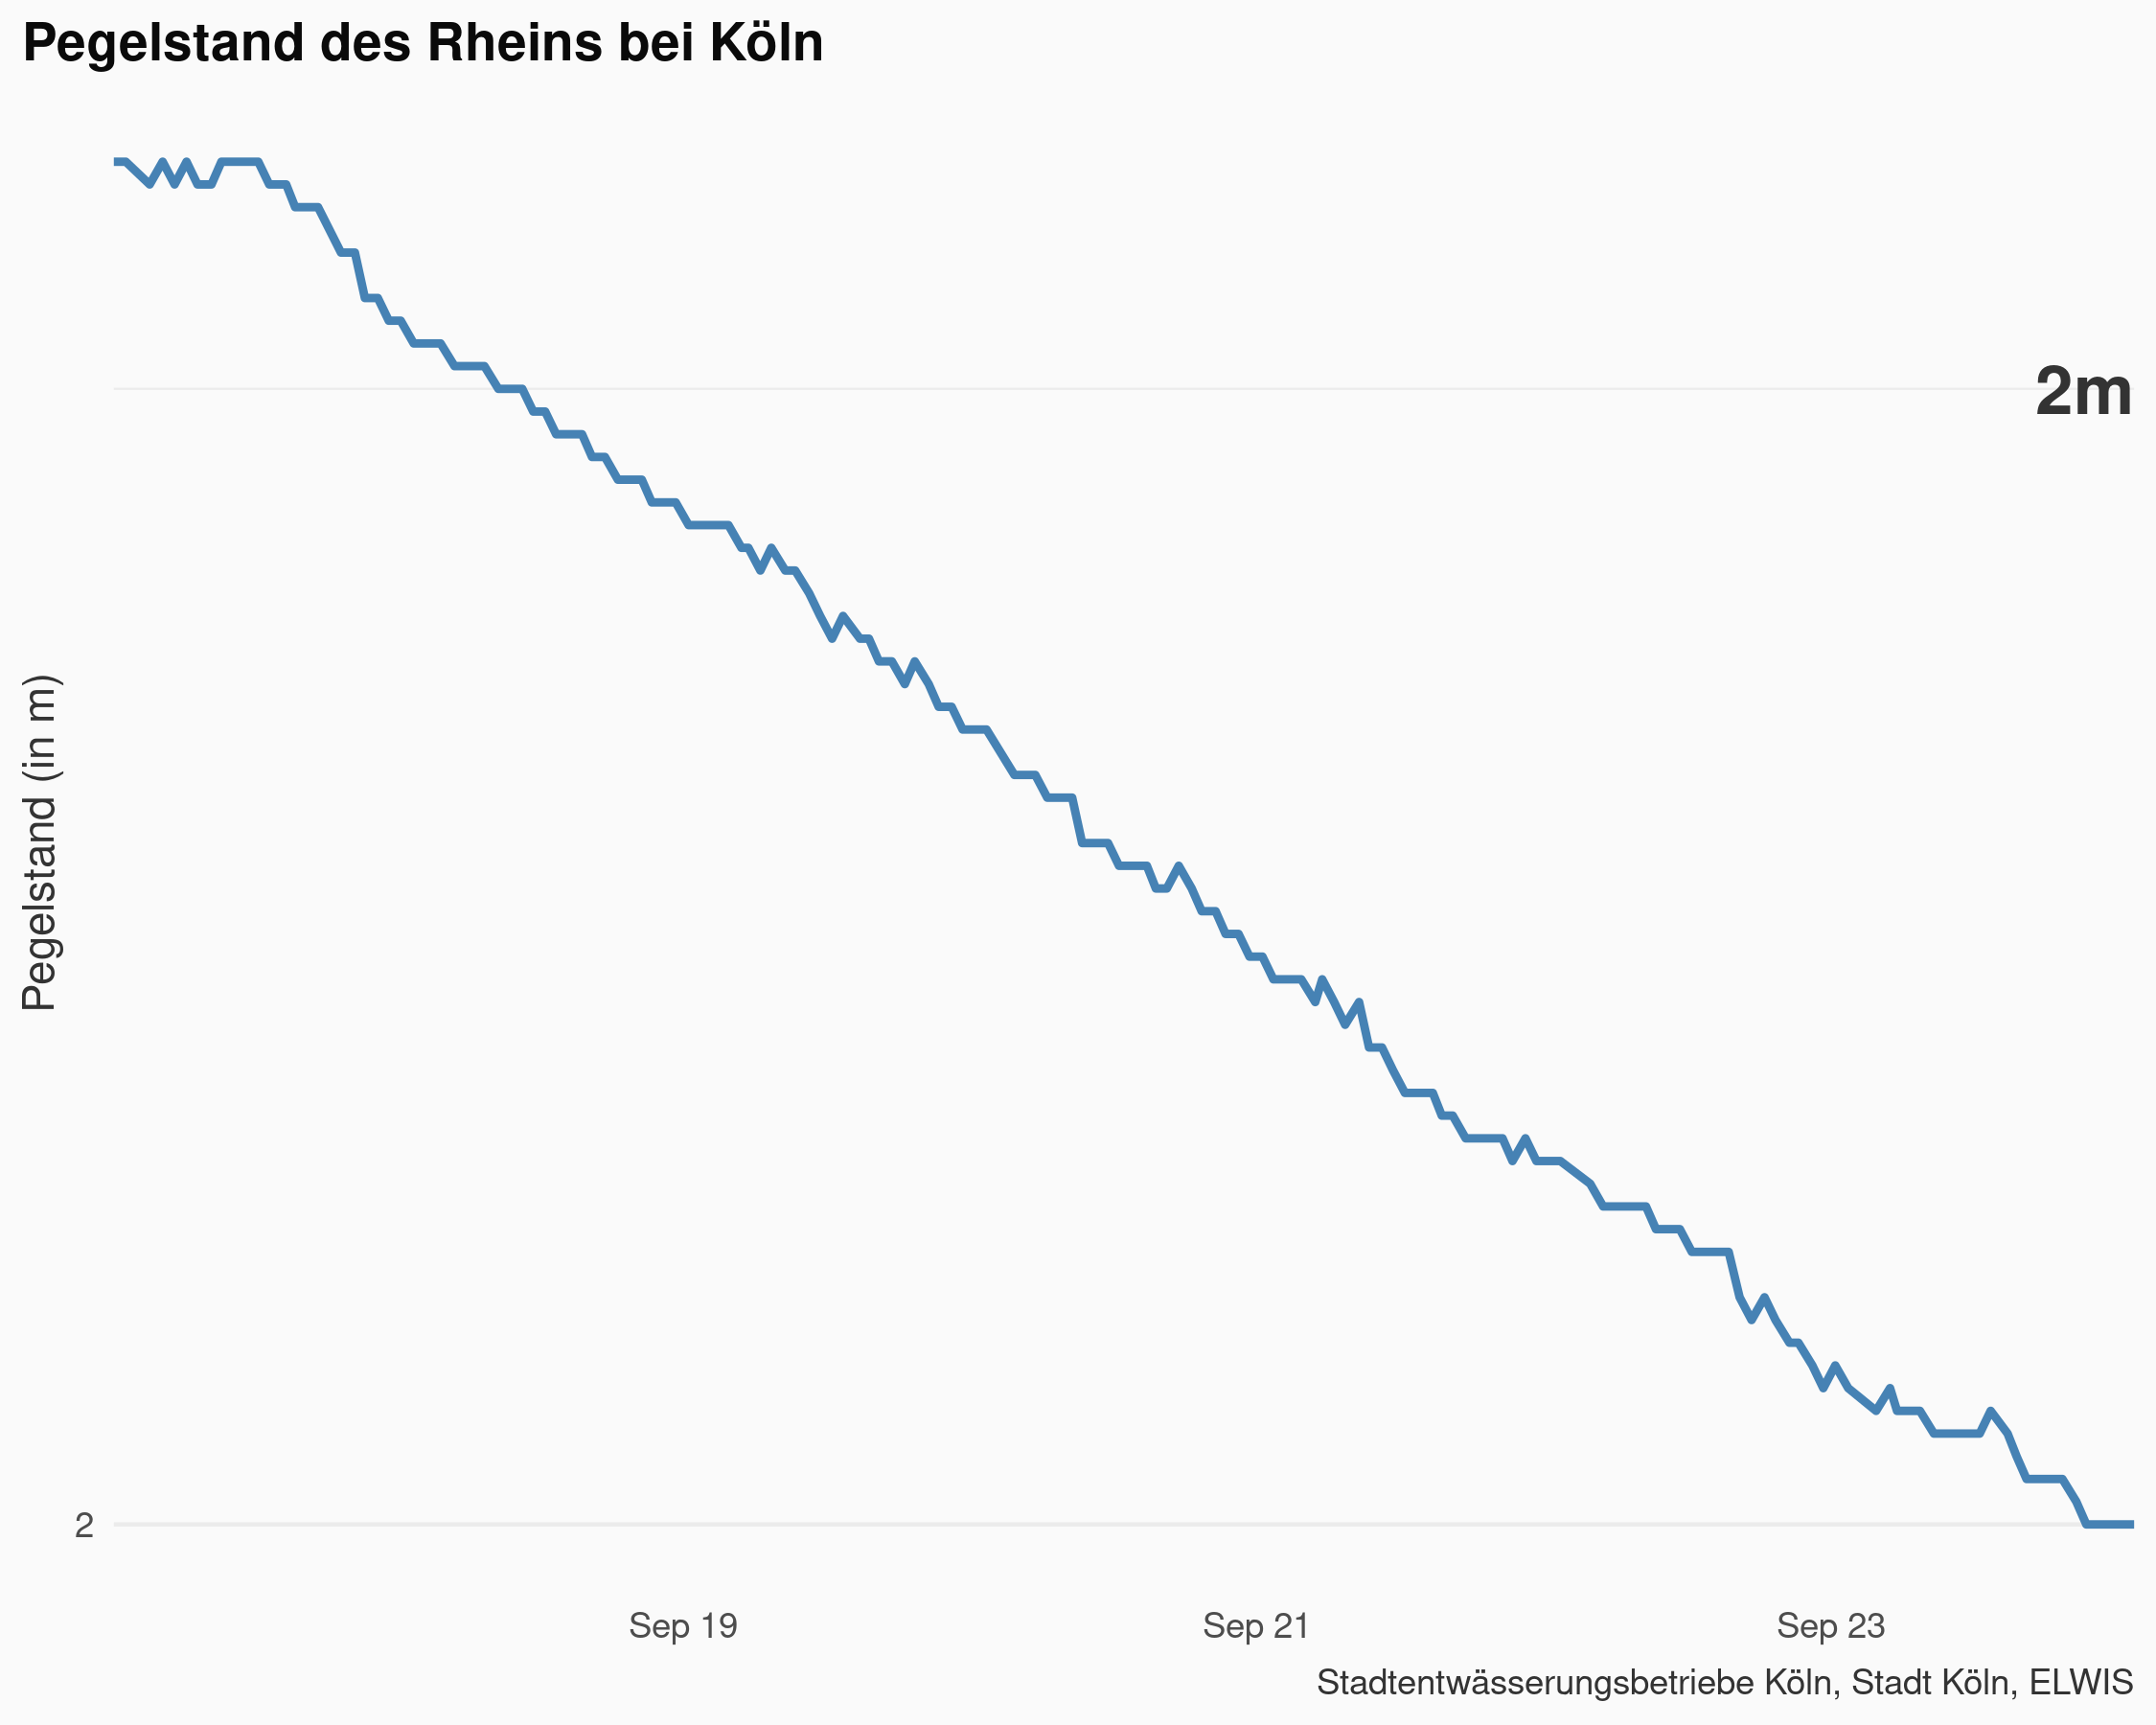 Pegelstand des Rheins bei Köln
2m
Pegelstand (in m)
2
Sep 19
Sep 21
Sep 23
Stadtentwässerungsbetriebe Köln, Stadt Köln, ELWIS